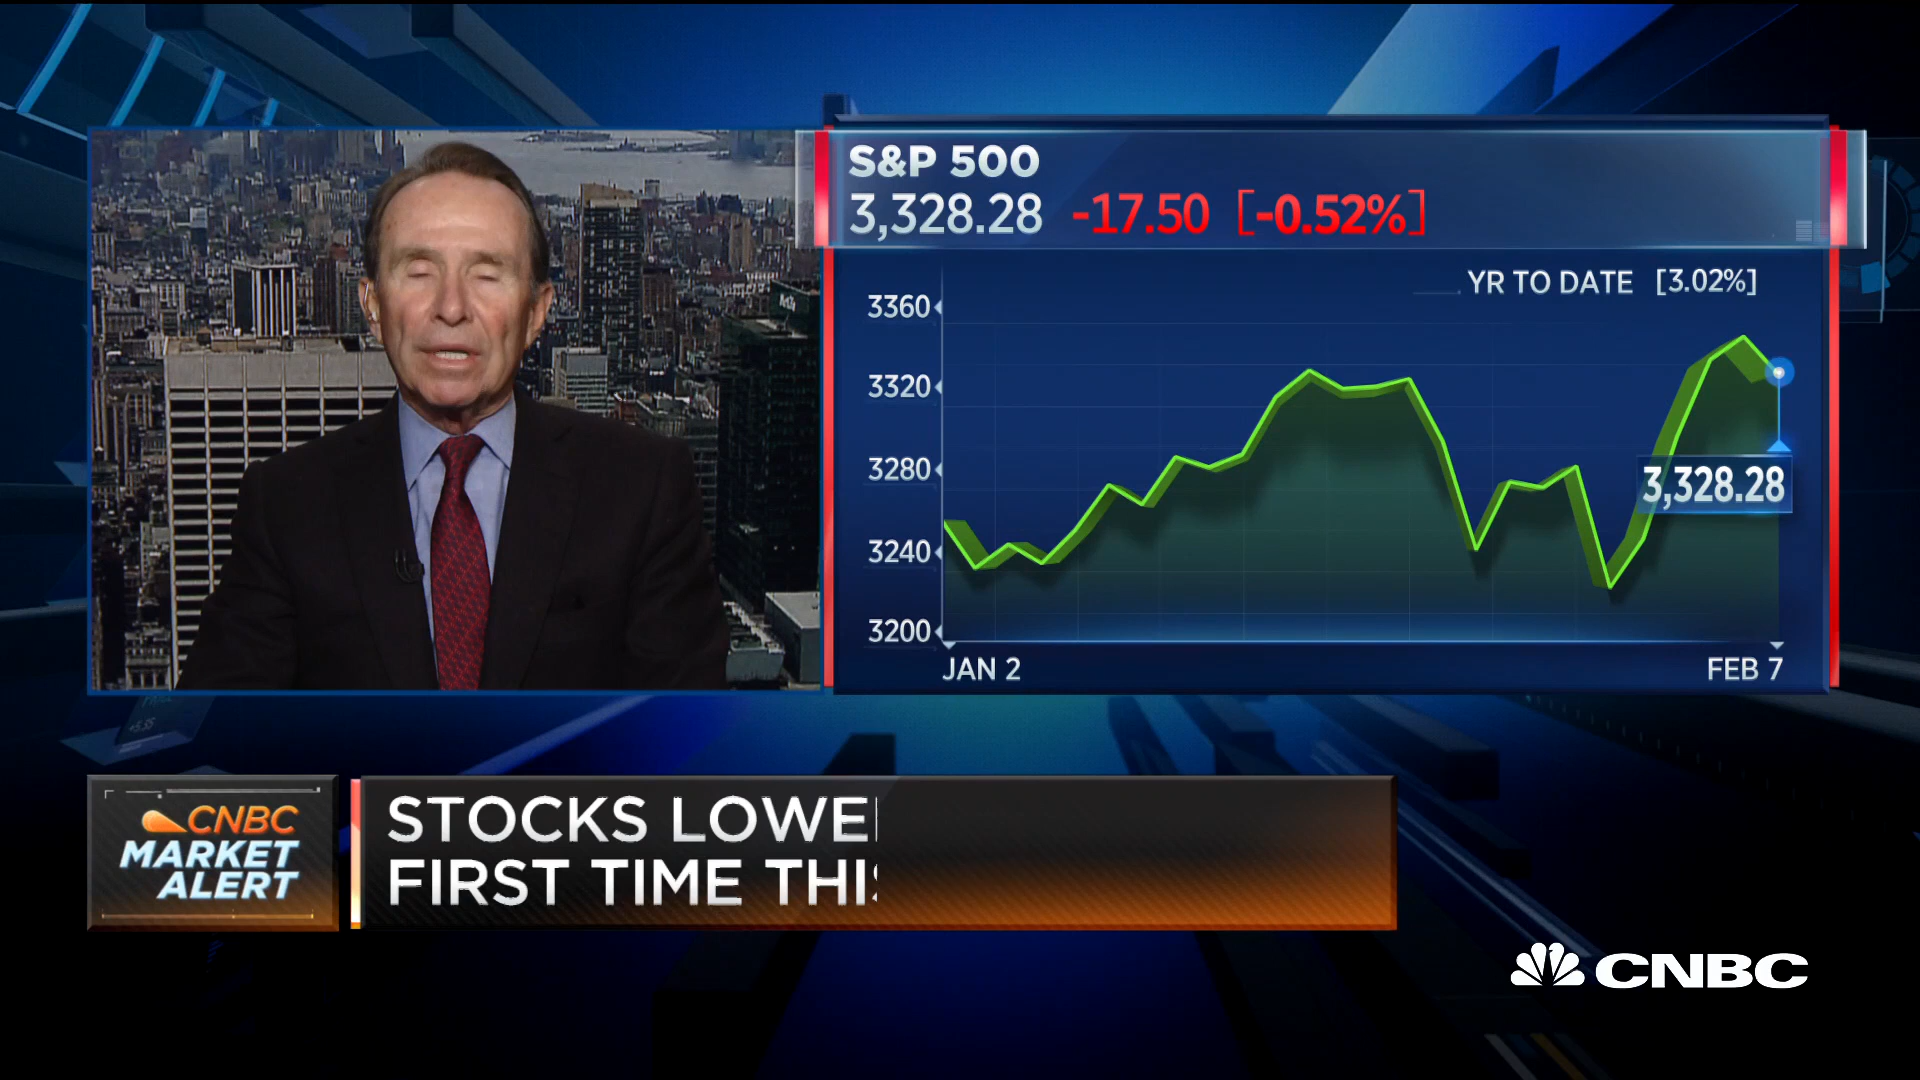 S&P 500
3,328.28 -17.50 [-0.52%]
YR TO DATE [3.02%]
3360
3320
3280
3240
3200
3,328.28
JAN 2
FEB 7
CNBC
MARKET
ALERT
STOCKS LOWE
FIRST TIME THI
CNBC